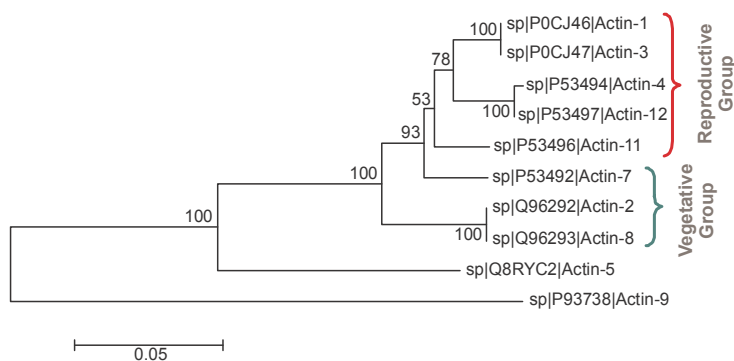 100
sp|P0CJ46|Actin-1
sp|P0CJ47|Actin-3
78
sp|P53494|Actin-4
100
sp|P53497|Actin-12
53
sp|P53496|Actin-11
93
sp|P53492|Actin-7
100
sp|Q96292|Actin-2
100
sp|Q96293|Actin-8
100
sp|Q8RYC2|Actin-5
sp|P93738|Actin-9
Reproductive
Group
Vegetative
Group
0.05